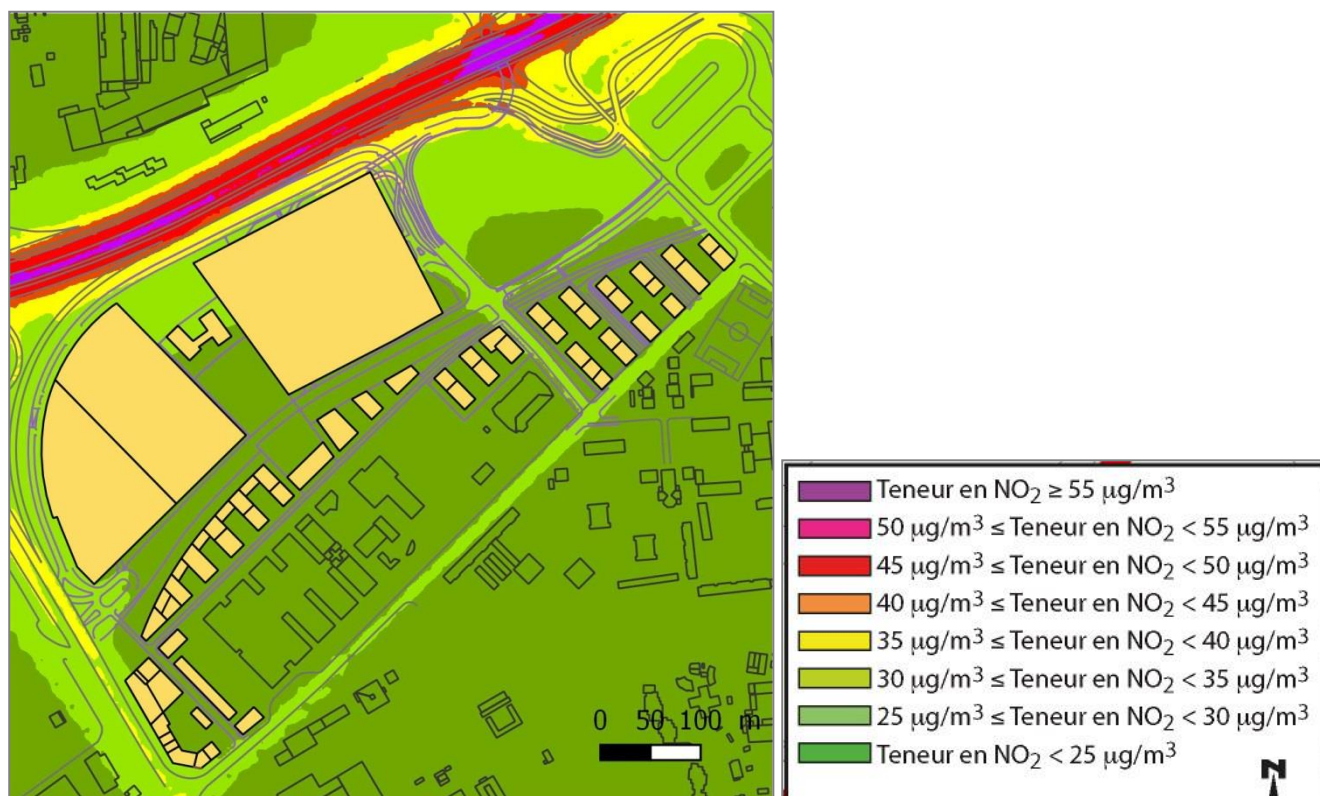 0 50 100 m
Teneur en NO₂ ≥ 55 µg/m³
50 µg/m³ ≤ Teneur en NO₂ < 55 µg/m³
45 µg/m³ ≤ Teneur en NO₂ < 50 µg/m³
40 µg/m³ ≤ Teneur en NO₂ < 45 µg/m³
35 µg/m³ ≤ Teneur en NO₂ < 40 µg/m³
30 µg/m³ ≤ Teneur en NO₂ < 35 µg/m³
25 µg/m³ ≤ Teneur en NO₂ < 30 µg/m³
Teneur en NO₂ < 25 µg/m³
N